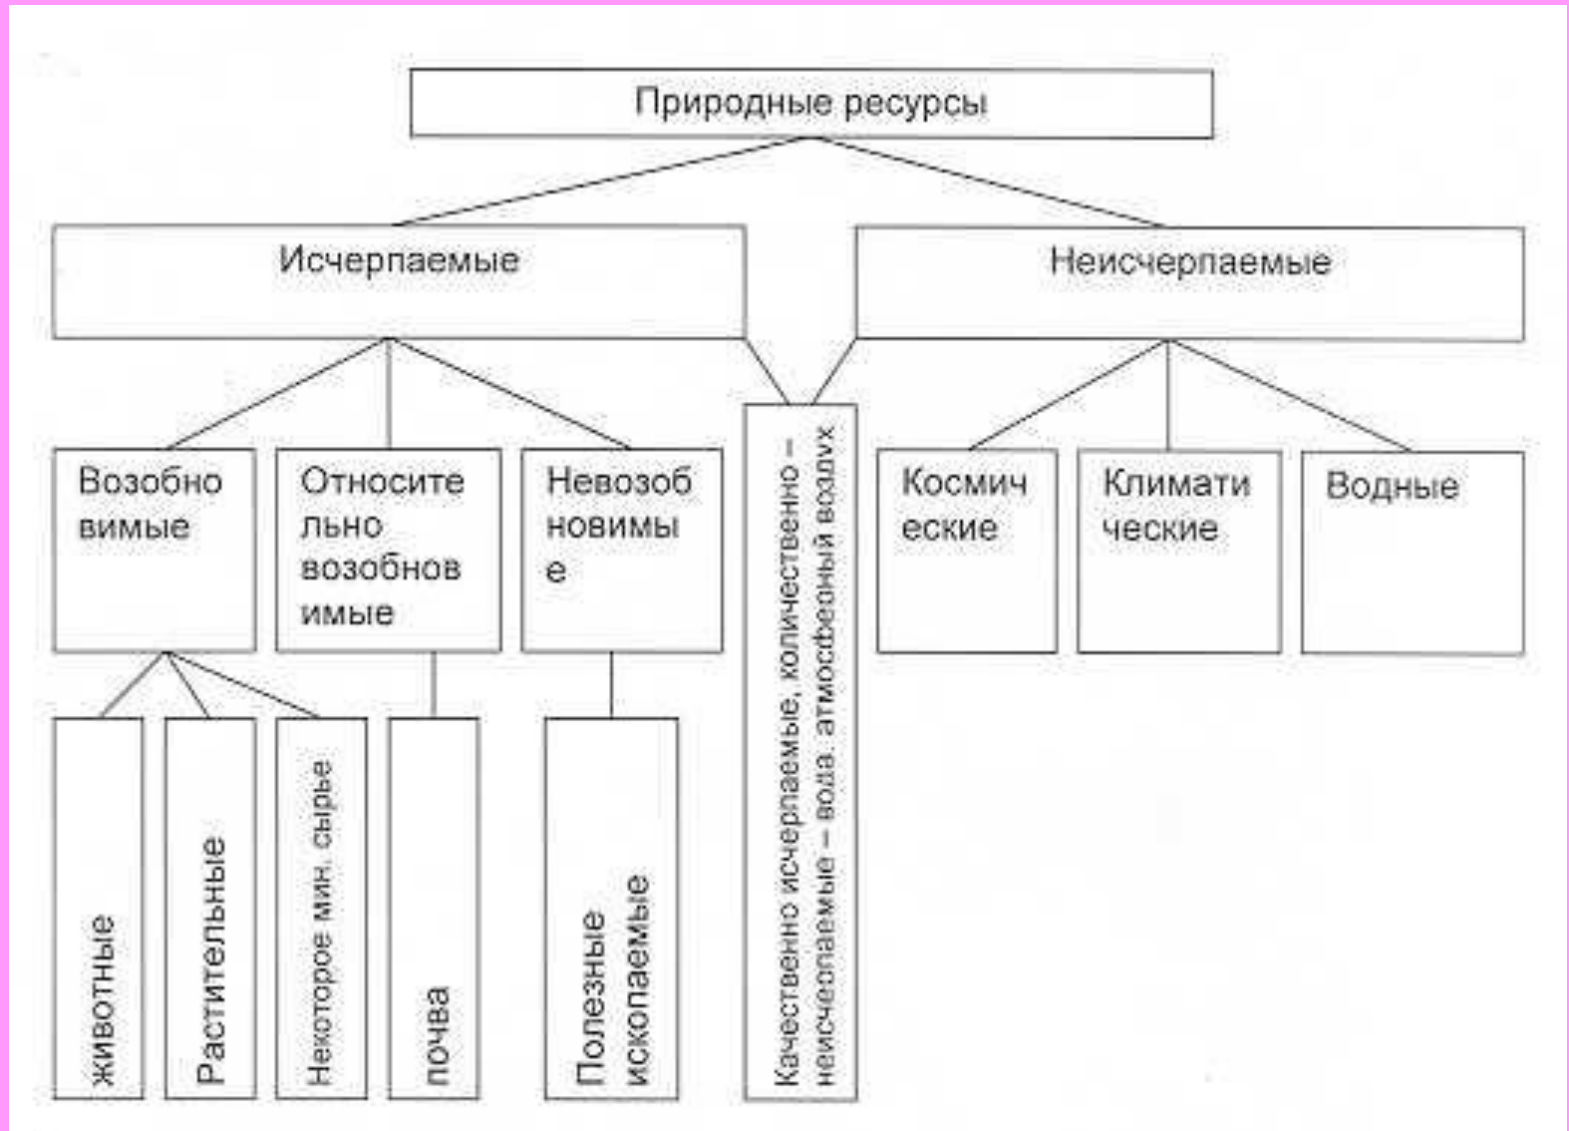 Природные ресурсы
Исчерпаемые
Неисчерпаемые
Возобно
вимые
Относите
льно
возобнов
имые
Невозоб
новимы
е
Качественно исчерпаемые, количественно –
неисчерпаемые – вода, атмосферный воздух
Космич
еские
Климати
ческие
Водные
животные
Растительные
Некоторое мин. сырье
почва
Полезные
ископаемые